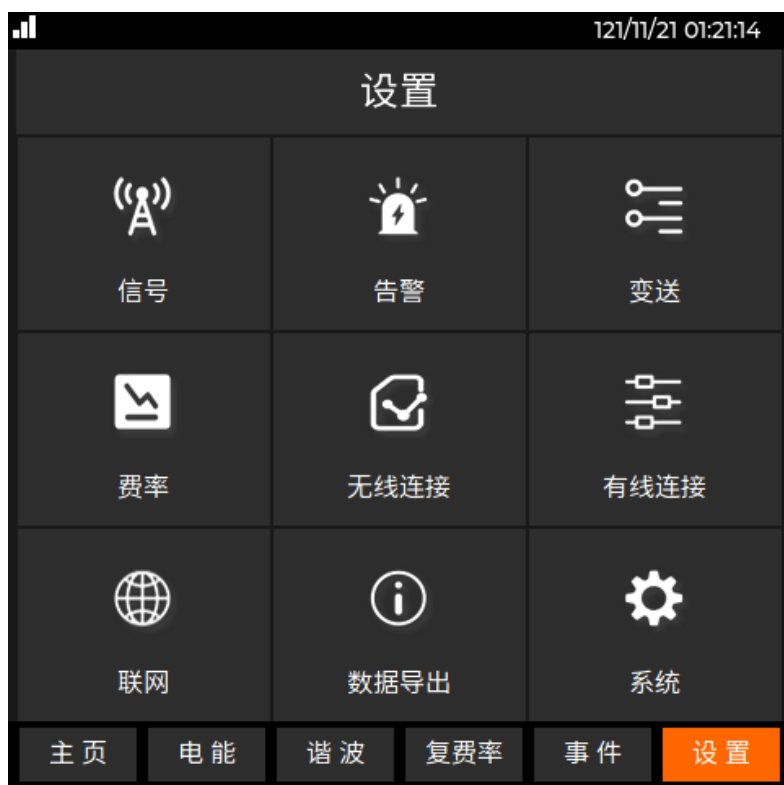 121/11/21 01:21:14
设置
信号 告警 变送
费率 无线连接 有线连接
联网 数据导出 系统
主页 电能 谐波 复费率 事件 设置